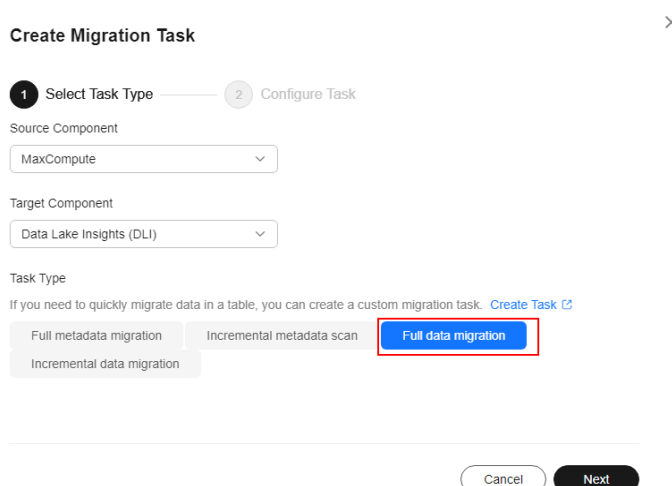 Create Migration Task
1 Select Task Type 2 Configure Task
Source Component
MaxCompute
Target Component
Data Lake Insights (DLI)
Task Type
If you need to quickly migrate data in a table, you can create a custom migration task. Create Task
Full metadata migration Incremental metadata scan Full data migration
Incremental data migration
Cancel Next